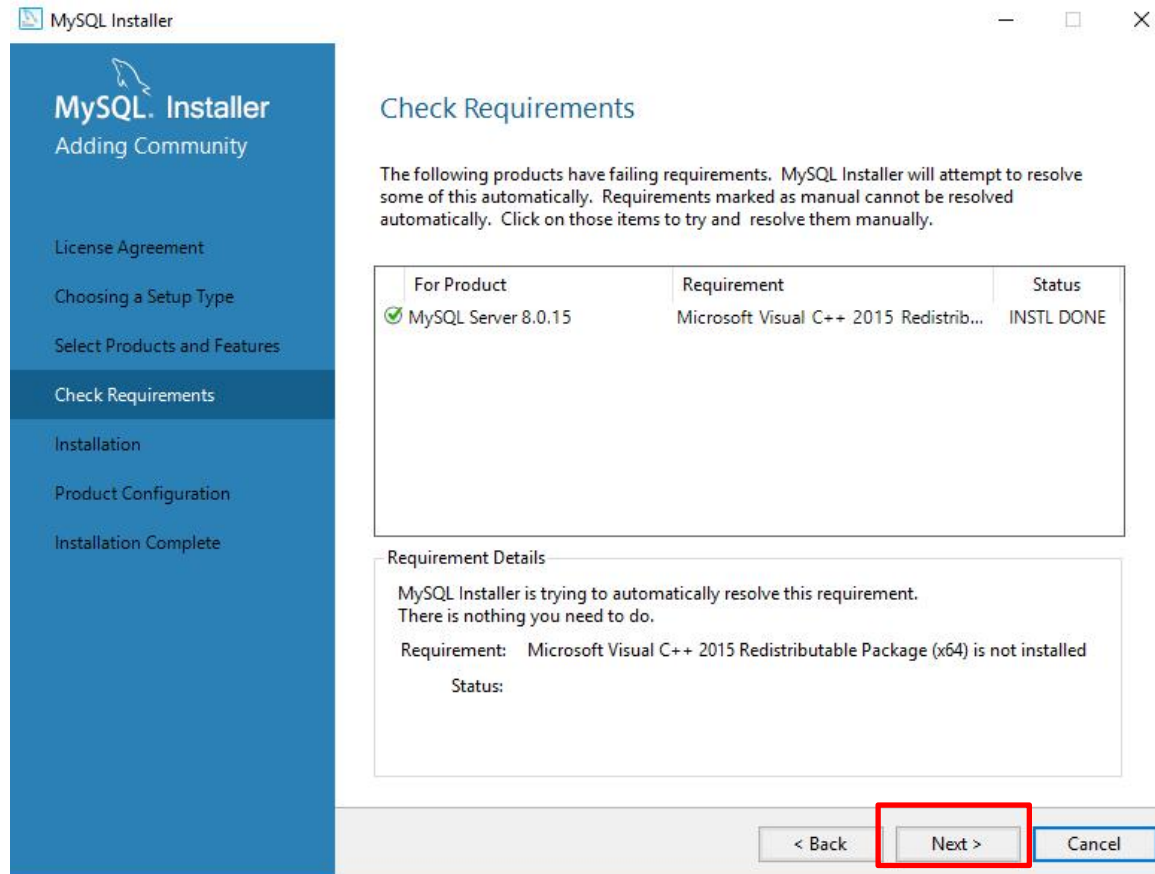 MySQL Installer
MySQL. Installer
Adding Community
License Agreement
Choosing a Setup Type
Select Products and Features
Check Requirements
Installation
Product Configuration
Installation Complete
Check Requirements
The following products have failing requirements. MySQL Installer will attempt to resolve
some of this automatically. Requirements marked as manual cannot be resolved
automatically. Click on those items to try and resolve them manually.
For Product Requirement Status
MySQL Server 8.0.15 Microsoft Visual C++ 2015 Redistrib... INSTL DONE
Requirement Details
MySQL Installer is trying to automatically resolve this requirement.
There is nothing you need to do.
Requirement: Microsoft Visual C++ 2015 Redistributable Package (x64) is not installed
Status:
< Back Next > Cancel